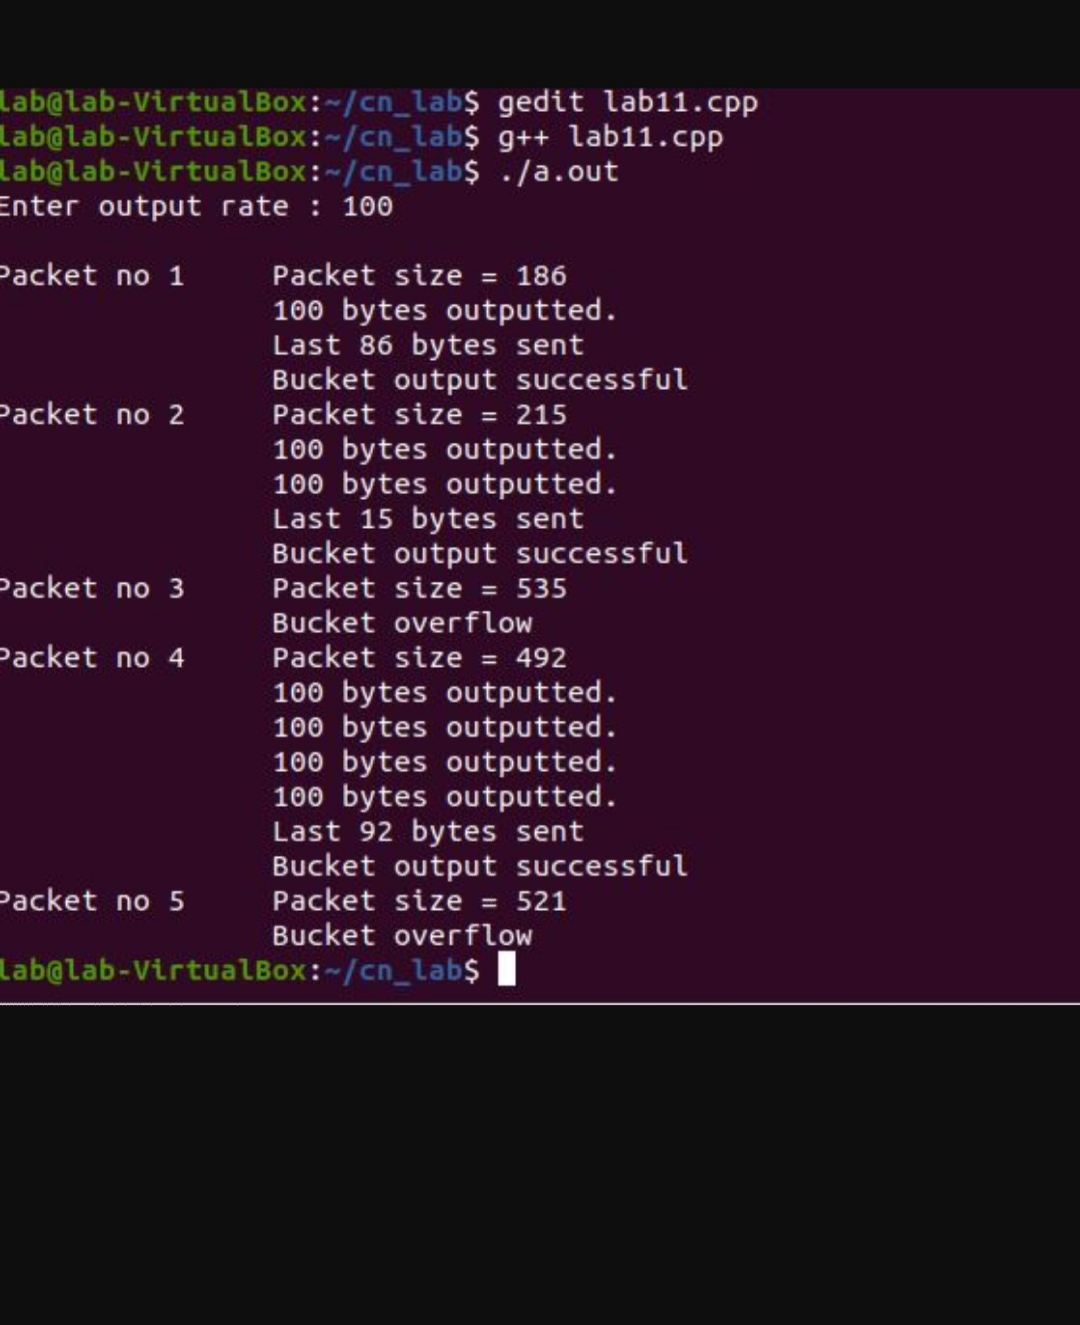 lab@lab-VirtualBox:~/cn_lab$ gedit lab11.cpp
lab@lab-VirtualBox:~/cn_lab$ g++ lab11.cpp
lab@lab-VirtualBox:~/cn_lab$ ./a.out
Enter output rate : 100
Packet no 1 Packet size = 186
100 bytes outputted.
Last 86 bytes sent
Bucket output successful
Packet no 2 Packet size = 215
100 bytes outputted.
100 bytes outputted.
Last 15 bytes sent
Bucket output successful
Packet no 3 Packet size = 535
Bucket overflow
Packet no 4 Packet size = 492
100 bytes outputted.
100 bytes outputted.
100 bytes outputted.
100 bytes outputted.
Last 92 bytes sent
Bucket output successful
Packet no 5 Packet size = 521
Bucket overflow
lab@lab-VirtualBox:~/cn_lab$